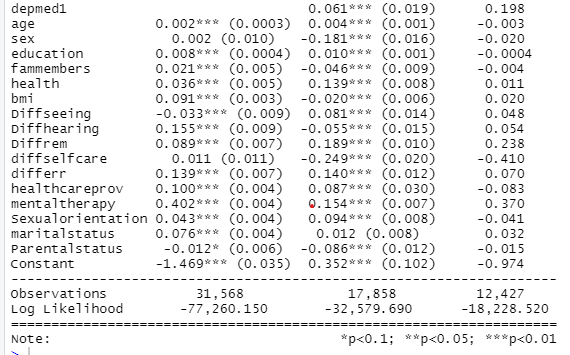 depmed1 0.061*** (0.019) 0.198
age 0.002*** (0.0003) 0.004*** (0.001) -0.003
sex 0.002 (0.010) -0.181*** (0.016) -0.020
education 0.008*** (0.0004) 0.010*** (0.001) -0.0004
fammembers 0.021*** (0.005) -0.046*** (0.009) -0.004
health 0.036*** (0.005) 0.139*** (0.008) 0.011
bmi 0.091*** (0.003) -0.020*** (0.006) 0.020
Diffseeing -0.033*** (0.009) 0.081*** (0.014) 0.048
Diffhearing 0.155*** (0.009) -0.055*** (0.015) 0.054
Diffrem 0.089*** (0.007) 0.189*** (0.010) 0.238
diffselfcare 0.011 (0.011) -0.249*** (0.020) -0.410
differr 0.139*** (0.007) 0.140*** (0.012) 0.070
healthcareprov 0.100*** (0.004) 0.087*** (0.030) -0.083
mentaltherapy 0.402*** (0.004) 0.154*** (0.007) 0.370
Sexualorientation 0.043*** (0.004) 0.094*** (0.008) -0.041
maritalstatus 0.076*** (0.004) 0.012 (0.008) 0.032
Parentalstatus -0.012* (0.006) -0.086*** (0.012) -0.015
Constant -1.469*** (0.035) 0.352*** (0.102) -0.974
Observations 31,568 17,858 12,427
Log Likelihood -77,260.150 -32,579.690 -18,228.520
Note: *p<0.1; **p<0.05; ***p<0.01
>